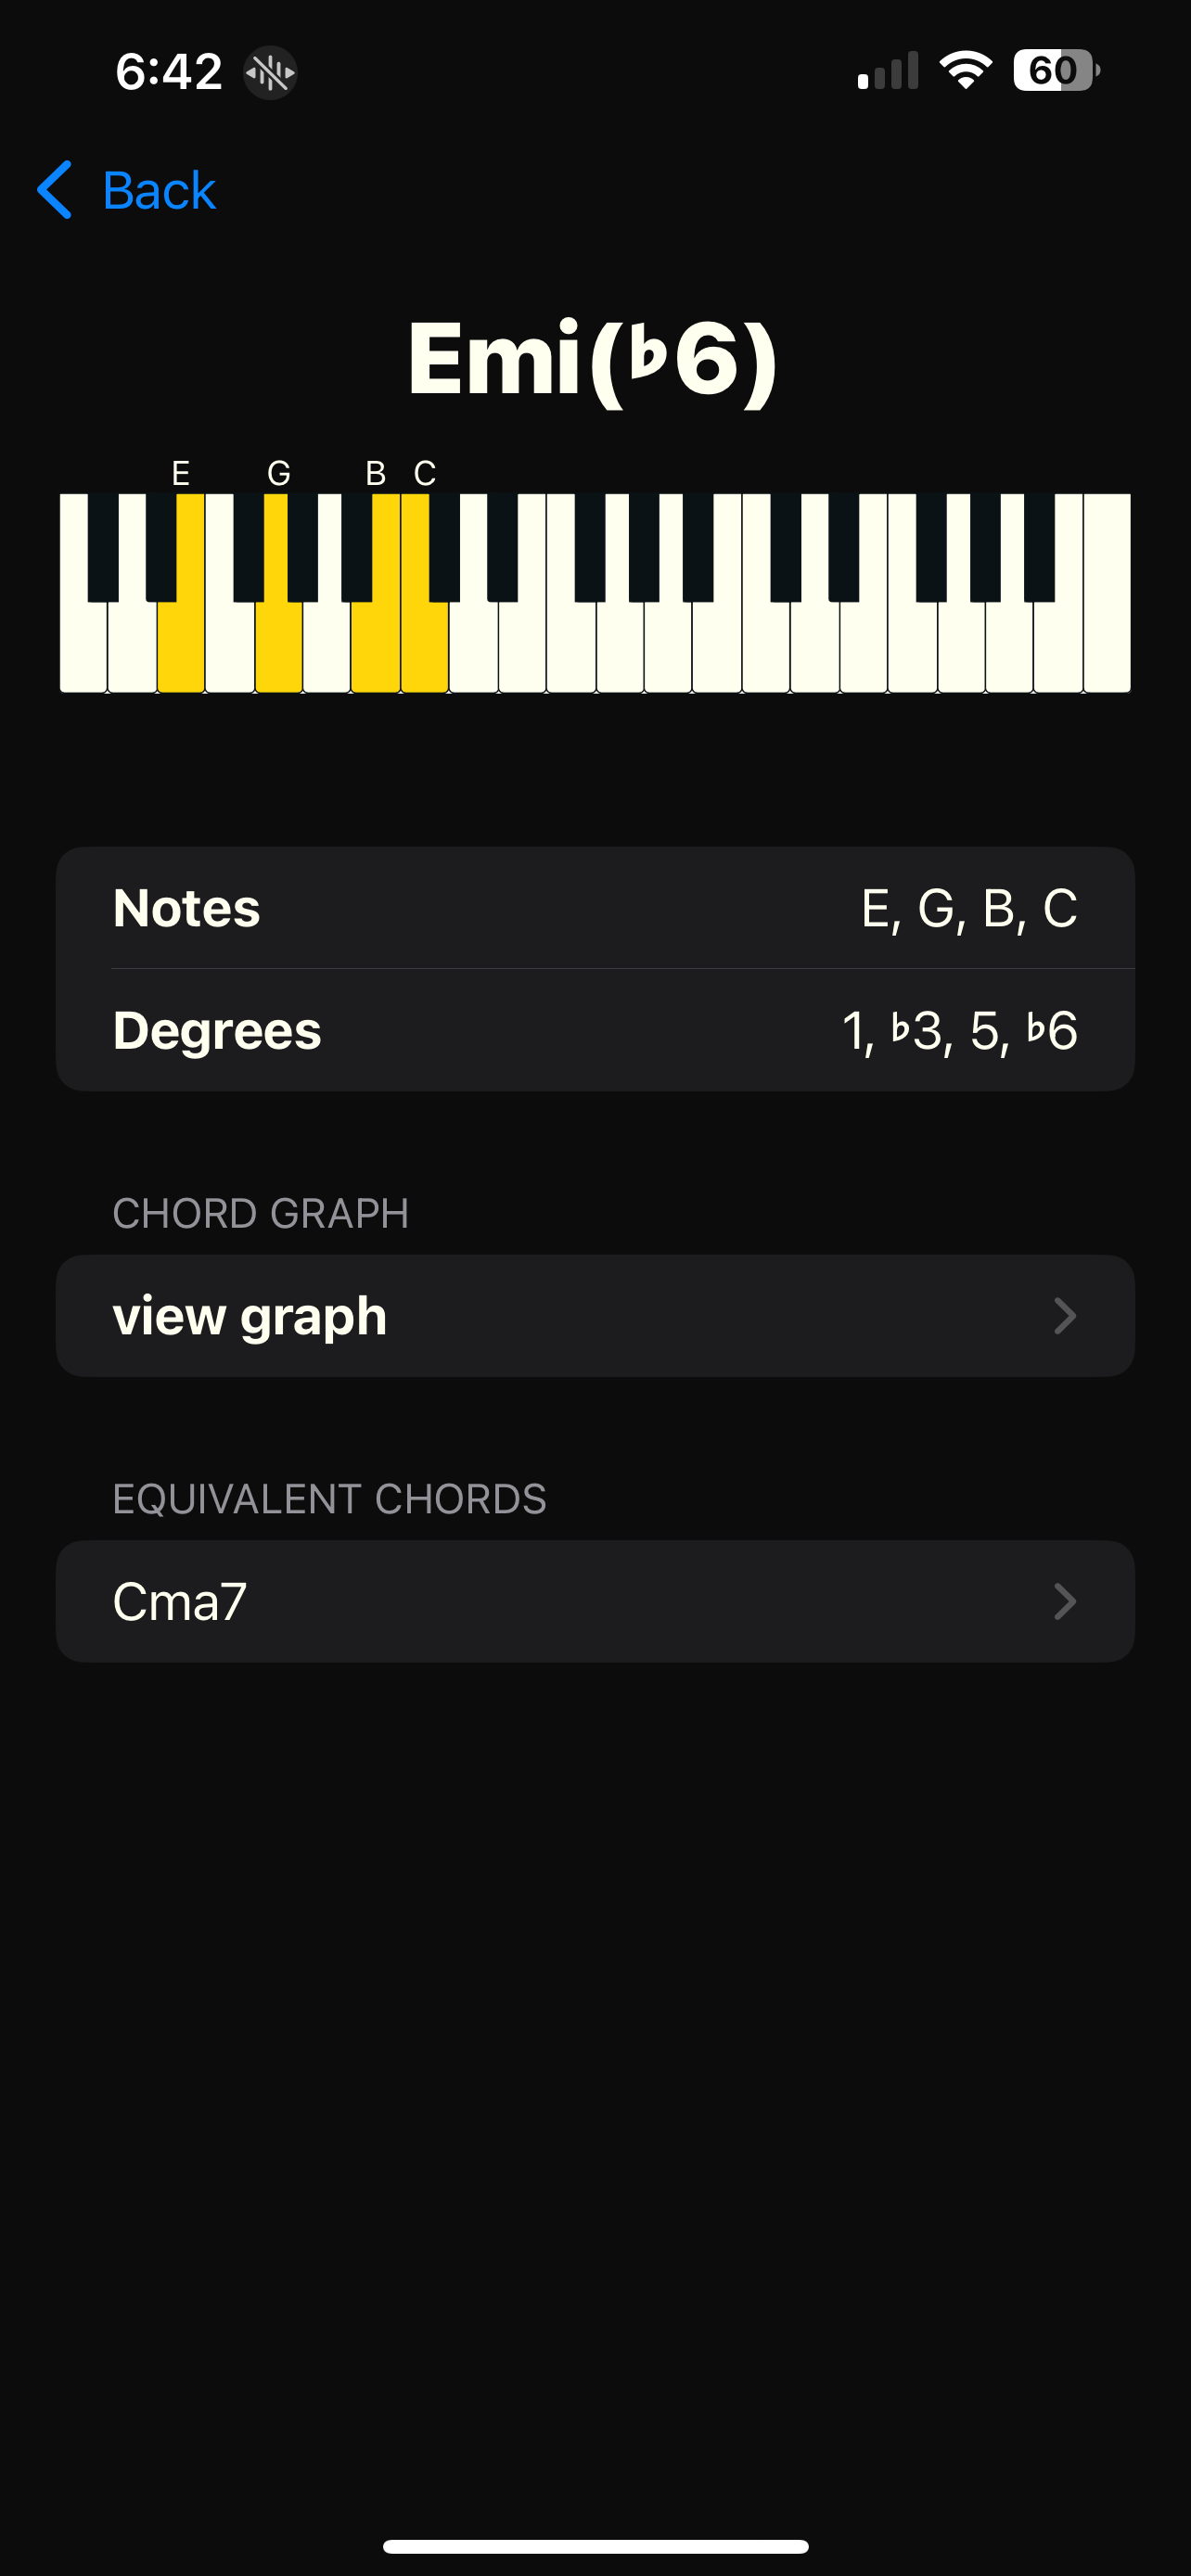 6:42
60
Back
Emi(♭6)
E G B C
Notes E, G, B, C
Degrees 1, ♭3, 5, ♭6
CHORD GRAPH
view graph
EQUIVALENT CHORDS
Cma7